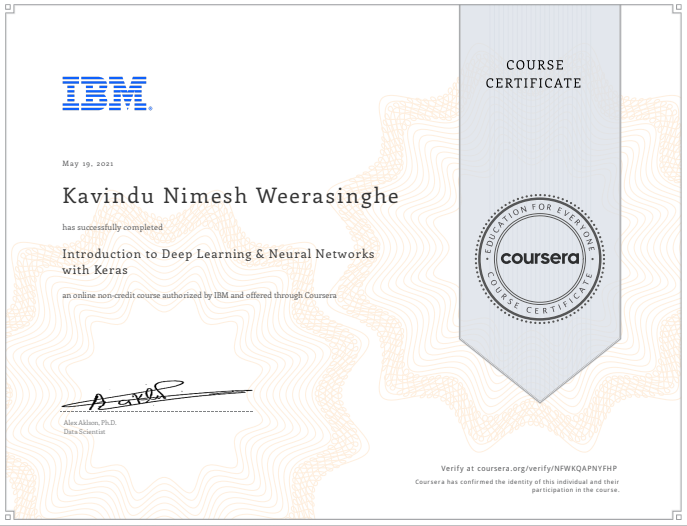 IBM®
COURSE
CERTIFICATE
May 19, 2021
Kavindu Nimesh Weerasinghe
has successfully completed
Introduction to Deep Learning & Neural Networks
with Keras
an online non-credit course authorized by IBM and offered through Coursera
EDUCATION FOR EVERYONE
coursera
COURSE CERTIFICATE
Alex Aklson, Ph.D.
Data Scientist
Verify at coursera.org/verify/NFWKQAPNYFHP
Coursera has confirmed the identity of this individual and their
participation in the course.